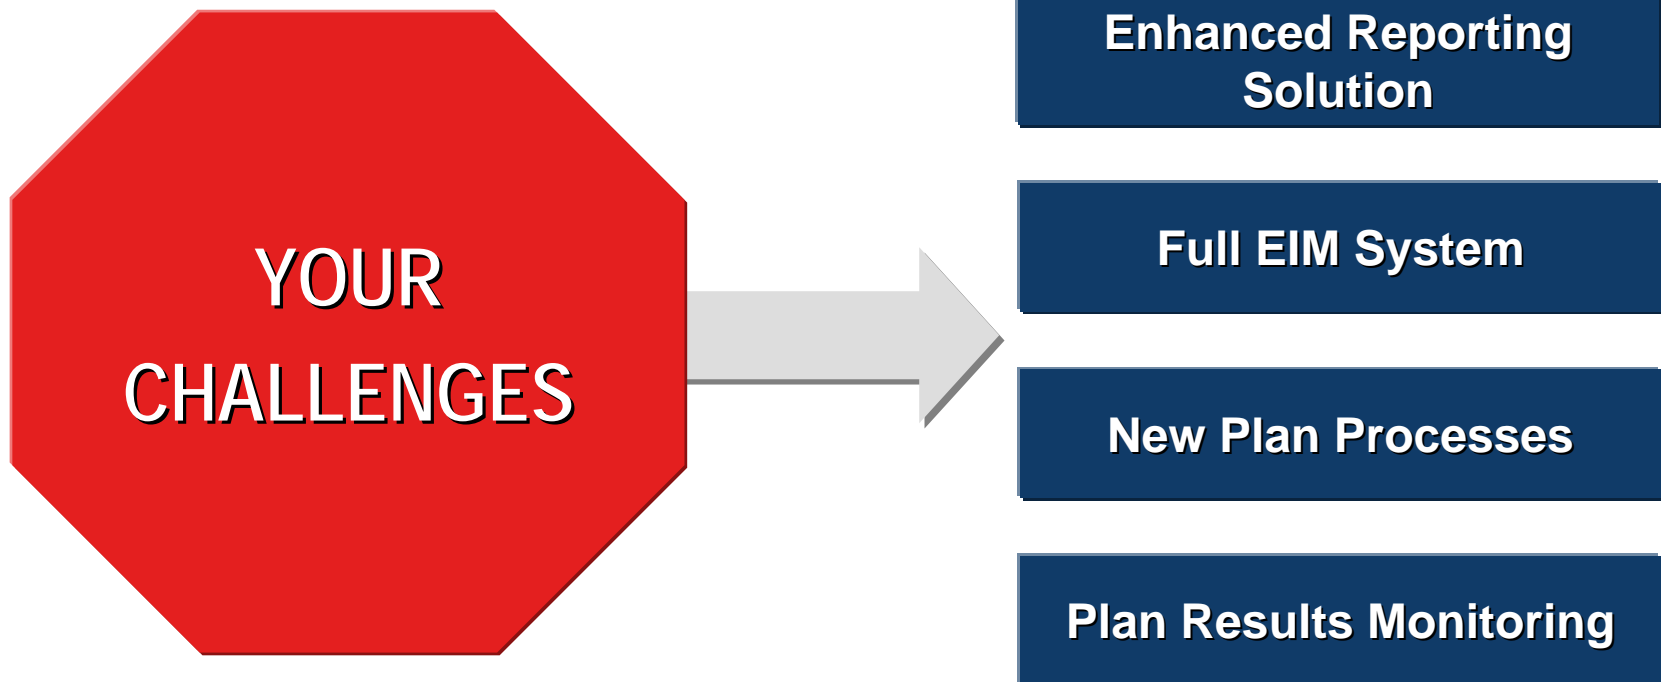 YOUR
CHALLENGES
Enhanced Reporting
Solution
Full EIM System
New Plan Processes
Plan Results Monitoring